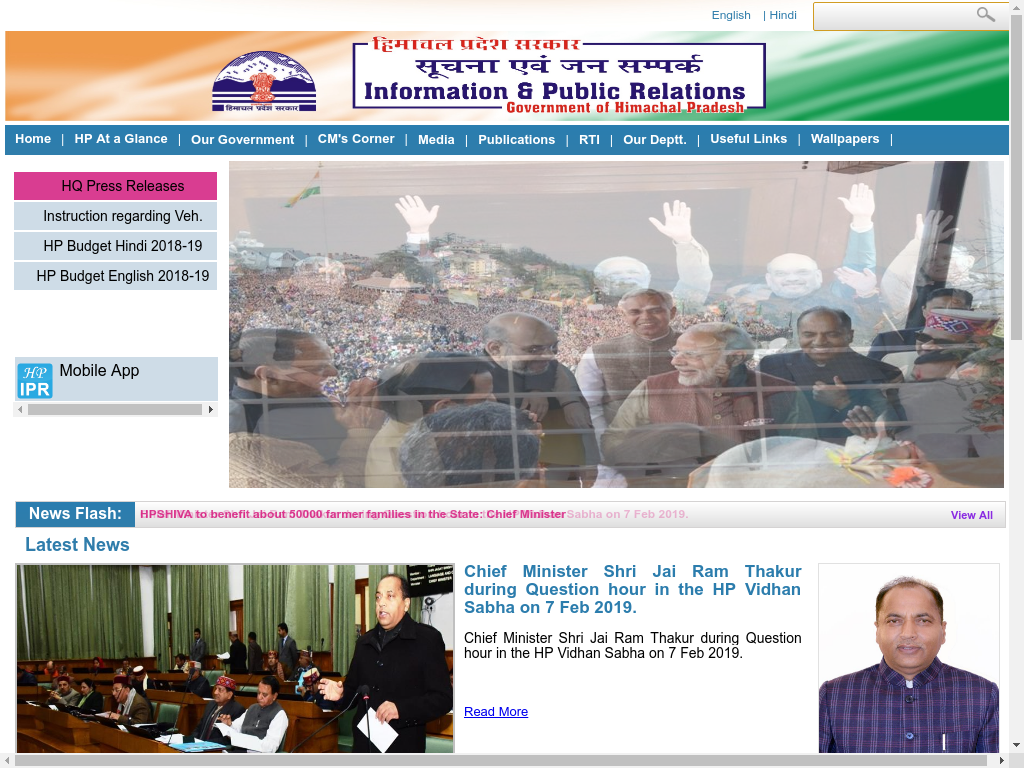 English | Hindi
हिमाचल प्रदेश सरकार
सूचना एवं जन सम्पर्क
Information & Public Relations
Government of Himachal Pradesh
हिमाचल प्रदेश सरकार
Home | HP At a Glance | Our Government | CM's Corner | Media | Publications | RTI | Our Deptt. | Useful Links | Wallpapers |
HQ Press Releases
Instruction regarding Veh.
HP Budget Hindi 2018-19
HP Budget English 2018-19
HP
IPR
Mobile App
News Flash: HPSHIVA to benefit about 50000 farmer families in the State: Chief Minister Sabha on 7 Feb 2019. View All
Latest News
Chief Minister Shri Jai Ram Thakur
during Question hour in the HP Vidhan
Sabha on 7 Feb 2019.
Chief Minister Shri Jai Ram Thakur during Question
hour in the HP Vidhan Sabha on 7 Feb 2019.
Read More